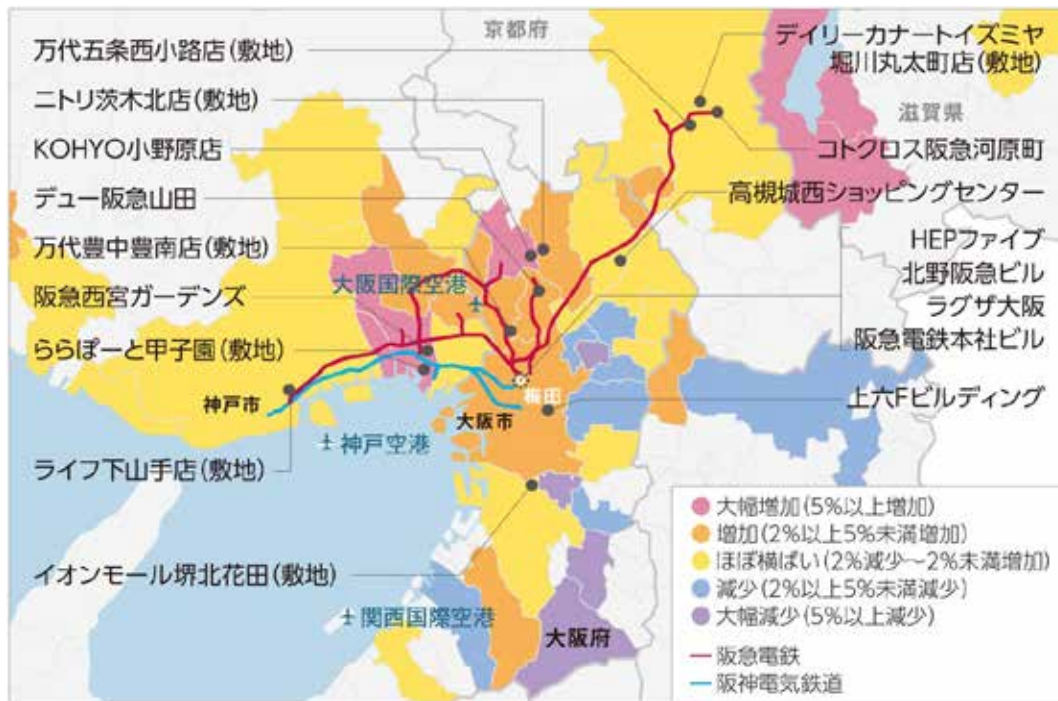 京都府
滋賀県
万代五条西小路店(敷地)
ニトリ茨木北店(敷地)
KOHYO小野原店
デュー阪急山田
万代豊中豊南店(敷地)
阪急西宮ガーデンズ
ららぽーと甲子園(敷地)
ライフ下山手店(敷地)
イオンモール堺北花田(敷地)
デイリーカナートイズミヤ
堀川丸太町店(敷地)
コトクロス阪急河原町
高槻城西ショッピングセンター
HEPファイブ
北野阪急ビル
ラグザ大阪
阪急電鉄本社ビル
上六Fビルディング
大阪国際空港
梅田
神戸市
大阪市
神戸空港
関西国際空港
大阪府
大幅増加(5%以上増加)
増加(2%以上5%未満増加)
ほぼ横ばい(2%減少~2%未満増加)
減少(2%以上5%未満減少)
大幅減少(5%以上減少)
阪急電鉄
阪神電気鉄道